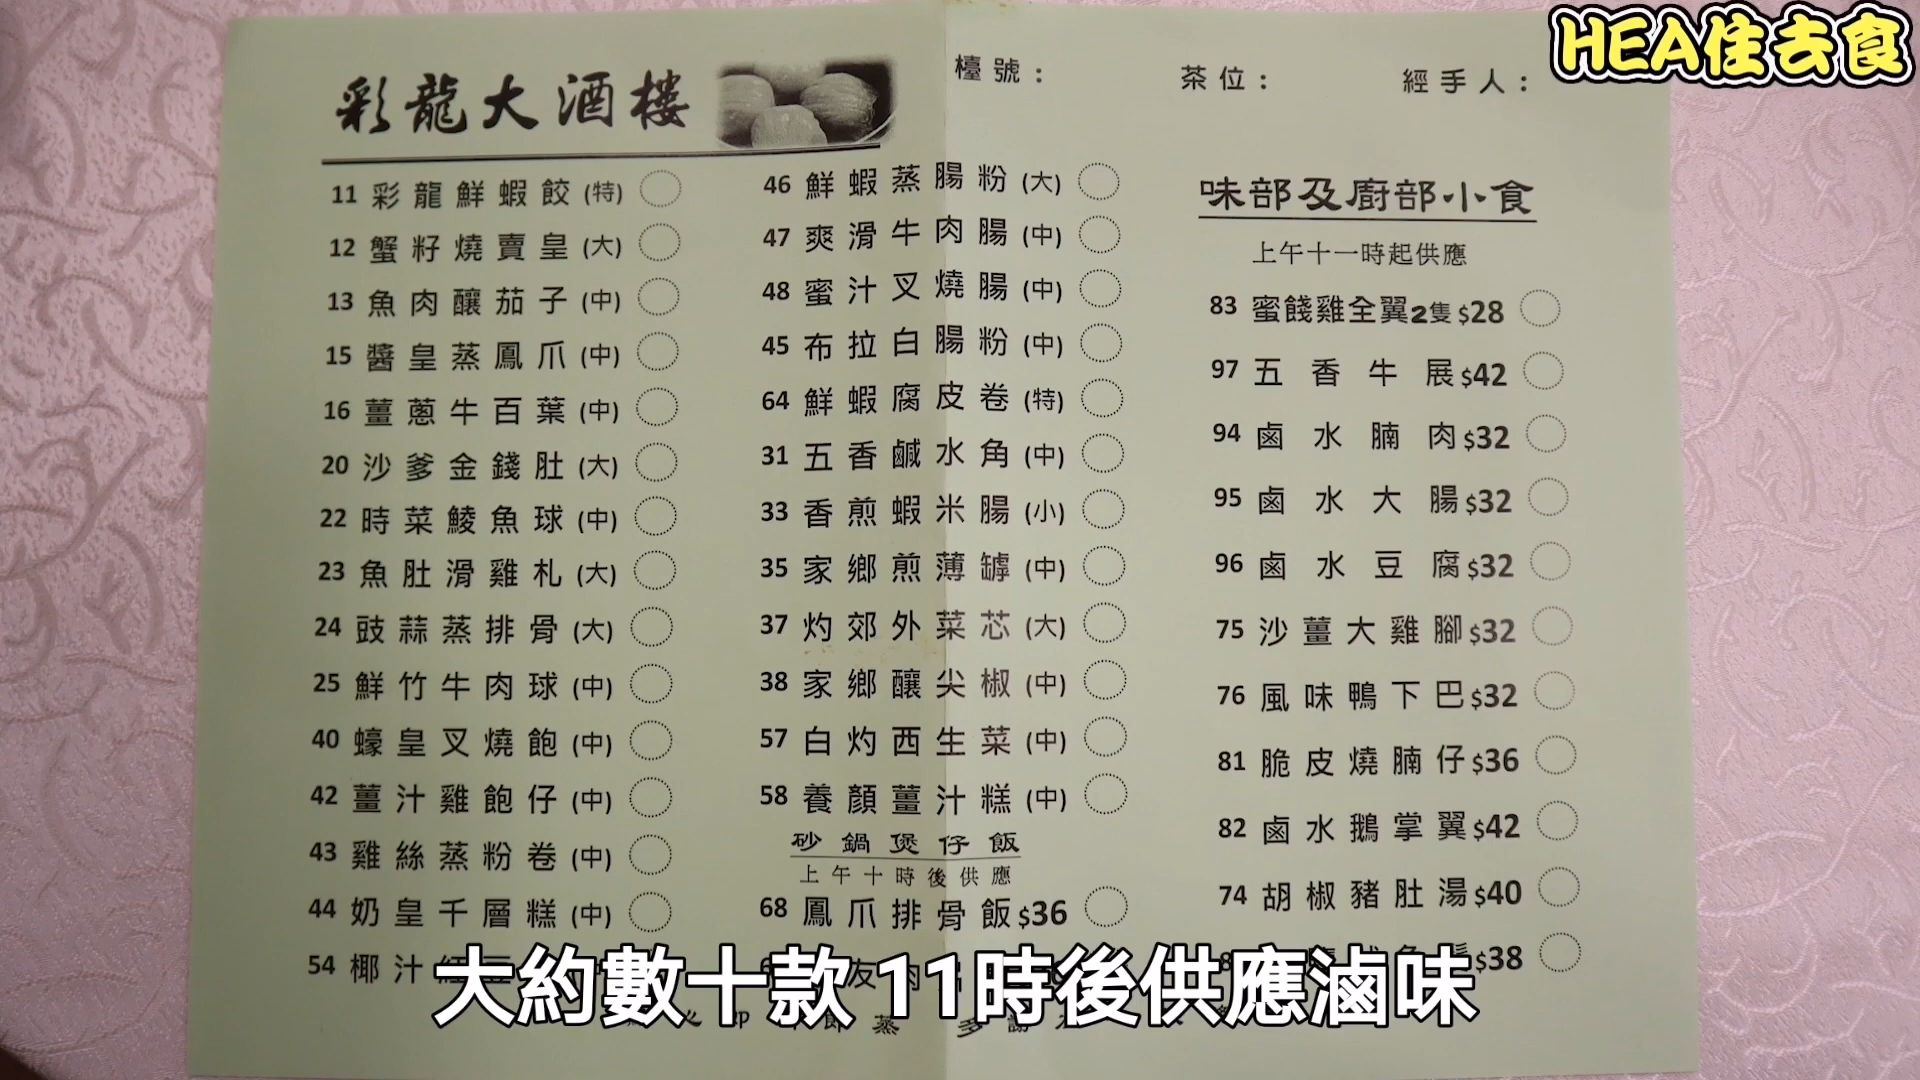 HEA住去食
彩龍大酒樓
檯號：
茶位：
經手人：
11 彩龍鮮蝦餃(特)
12 蟹籽燒賣皇(大)
13 魚肉釀茄子(中)
15 醬皇蒸鳳爪(中)
16 薑蔥牛百葉(中)
20 沙爹金錢肚(大)
22 時菜鯪魚球(中)
23 魚肚滑雞札(大)
24 豉蒜蒸排骨(大)
25 鮮竹牛肉球(中)
40 蠔皇叉燒飽(中)
42 薑汁雞飽仔(中)
43 雞絲蒸粉卷(中)
44 奶皇千層糕(中)
54 椰汁紅
46 鮮蝦蒸腸粉(大)
47 爽滑牛肉腸(中)
48 蜜汁叉燒腸(中)
45 布拉白腸粉(中)
64 鮮蝦腐皮卷(特)
31 五香鹹水角(中)
33 香煎蝦米腸(小)
35 家鄉煎薄罉(中)
37 灼郊外菜芯(大)
38 家鄉釀尖椒(中)
57 白灼西生菜(中)
58 養顏薑汁糕(中)
砂鍋煲仔飯
上午十時後供應
68 鳳爪排骨飯$36
味部及廚部小食
上午十一時起供應
83 蜜餞雞全翼2隻$28
97 五香牛展$42
94 鹵水腩肉$32
95 鹵水大腸$32
96 鹵水豆腐$32
75 沙薑大雞腳$32
76 風味鴨下巴$32
81 脆皮燒腩仔$36
82 鹵水鵝掌翼$42
74 胡椒豬肚湯$40
$38
大約數十款 11時後供應滷味